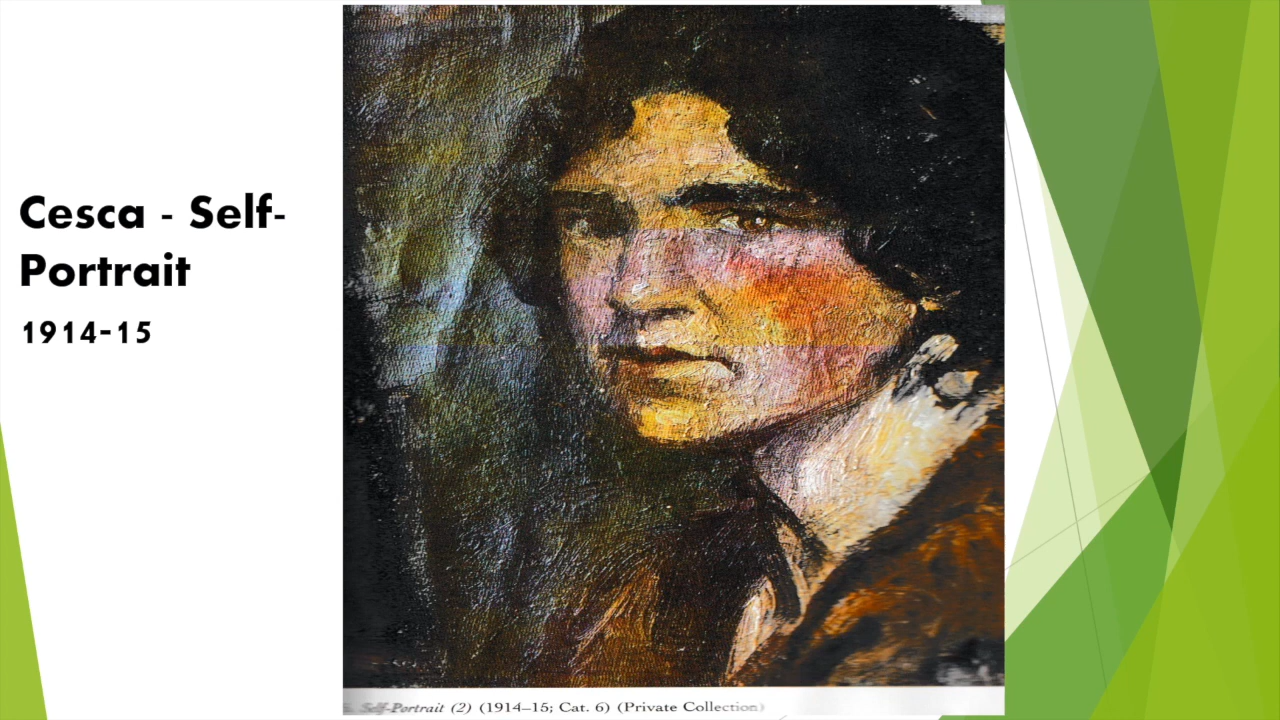 Cesca - Self-
Portrait
1914-15
Self-Portrait (2) (1914–15; Cat. 6) (Private Collection)